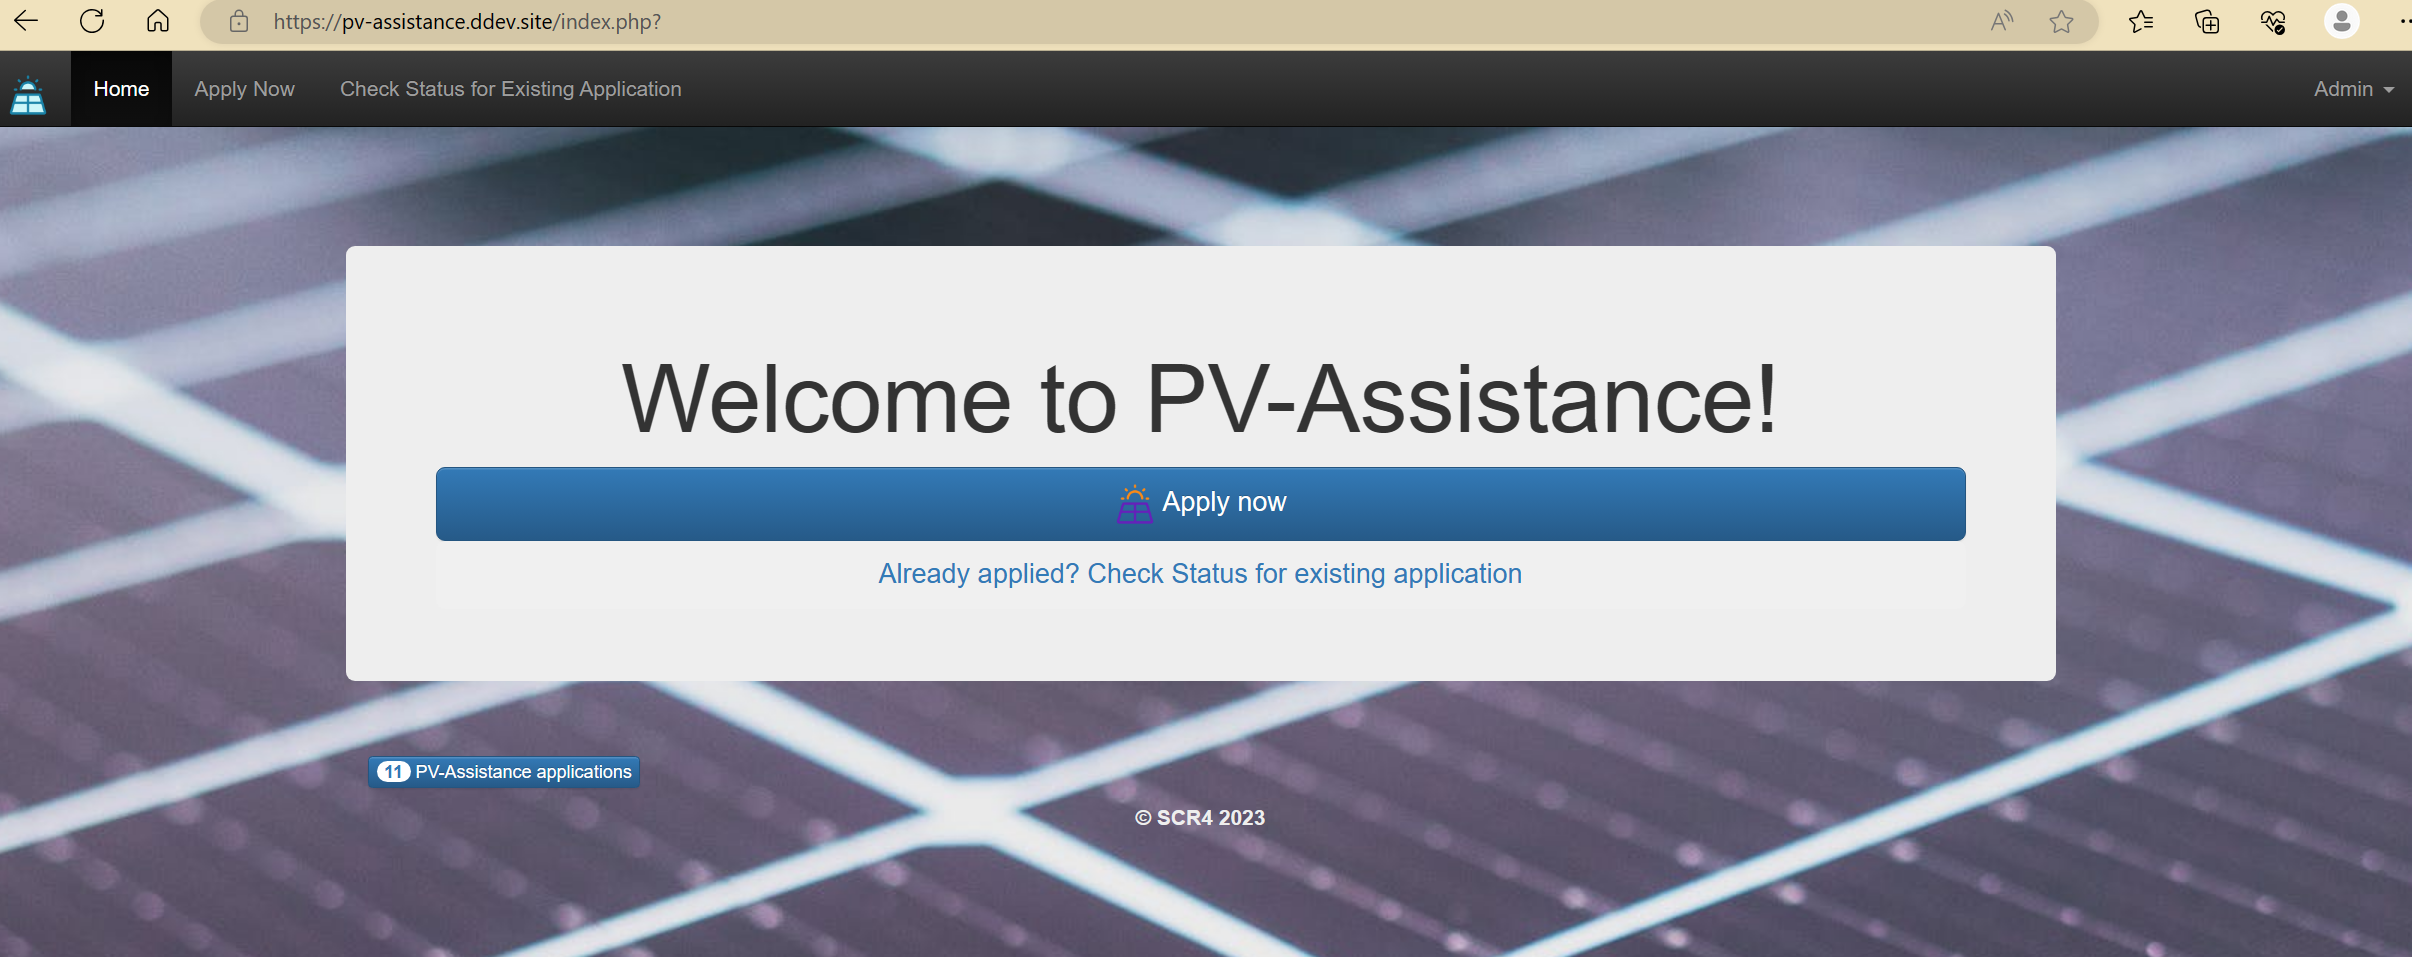 https://pv-assistance.ddev.site/index.php?
Home Apply Now Check Status for Existing Application Admin
Welcome to PV-Assistance!
Apply now
Already applied? Check Status for existing application
11 PV-Assistance applications
© SCR4 2023